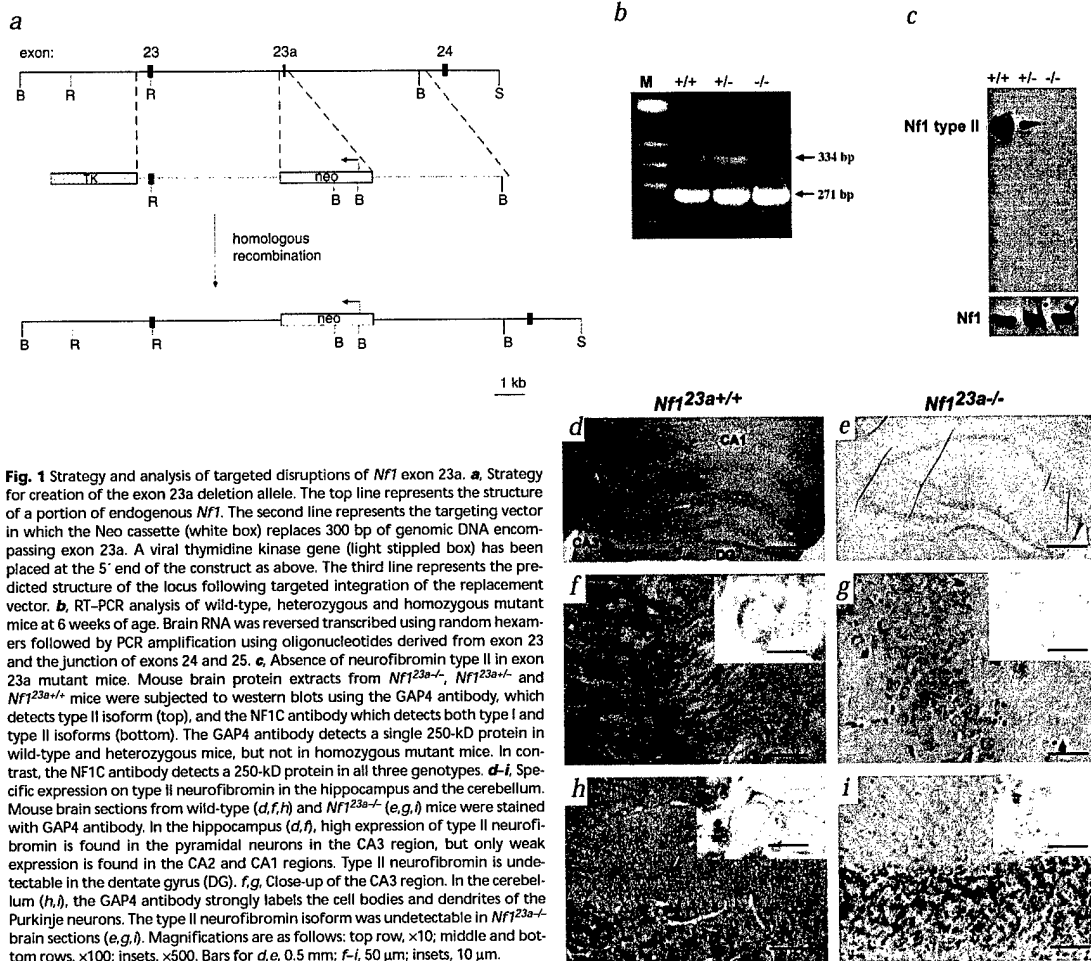 a
exon:
23
23a
24
B
R
R
B
S
TK
neo
R
B
B
B
homologous
recombination
neo
B
R
R
B
B
B
S
1 kb
b
M
+/+
+/-
-/-
334 bp
271 bp
c
+/+ +/- -/-
Nf1 type II
Nf1
Nf1^23a+/+
Nf1^23a-/-
d
CA1
CA3
DG
e
f
g
h
i
Fig. 1 Strategy and analysis of targeted disruptions of Nf1 exon 23a. a, Strategy
for creation of the exon 23a deletion allele. The top line represents the structure
of a portion of endogenous Nf1. The second line represents the targeting vector
in which the Neo cassette (white box) replaces 300 bp of genomic DNA encom-
passing exon 23a. A viral thymidine kinase gene (light stippled box) has been
placed at the 5´ end of the construct as above. The third line represents the pre-
dicted structure of the locus following targeted integration of the replacement
vector. b, RT–PCR analysis of wild-type, heterozygous and homozygous mutant
mice at 6 weeks of age. Brain RNA was reversed transcribed using random hexam-
ers followed by PCR amplification using oligonucleotides derived from exon 23
and the junction of exons 24 and 25. c, Absence of neurofibromin type II in exon
23a mutant mice. Mouse brain protein extracts from Nf1^23a–/–, Nf1^23a+/– and
Nf1^23a+/+ mice were subjected to western blots using the GAP4 antibody, which
detects type II isoform (top), and the NF1C antibody which detects both type I and
type II isoforms (bottom). The GAP4 antibody detects a single 250-kD protein in
wild-type and heterozygous mice, but not in homozygous mutant mice. In con-
trast, the NF1C antibody detects a 250-kD protein in all three genotypes. d–i, Spe-
cific expression on type II neurofibromin in the hippocampus and the cerebellum.
Mouse brain sections from wild-type (d,f,h) and Nf1^23a–/– (e,g,i) mice were stained
with GAP4 antibody. In the hippocampus (d,f), high expression of type II neurofi-
bromin is found in the pyramidal neurons in the CA3 region, but only weak
expression is found in the CA2 and CA1 regions. Type II neurofibromin is unde-
tectable in the dentate gyrus (DG). f,g, Close-up of the CA3 region. In the cerebel-
lum (h,i), the GAP4 antibody strongly labels the cell bodies and dendrites of the
Purkinje neurons. The type II neurofibromin isoform was undetectable in Nf1^23a–/–
brain sections (e,g,i). Magnifications are as follows: top row, ×10; middle and bot-
tom rows, ×100; insets, ×500. Bars for d,e, 0.5 mm; f–i, 50 µm; insets, 10 µm.